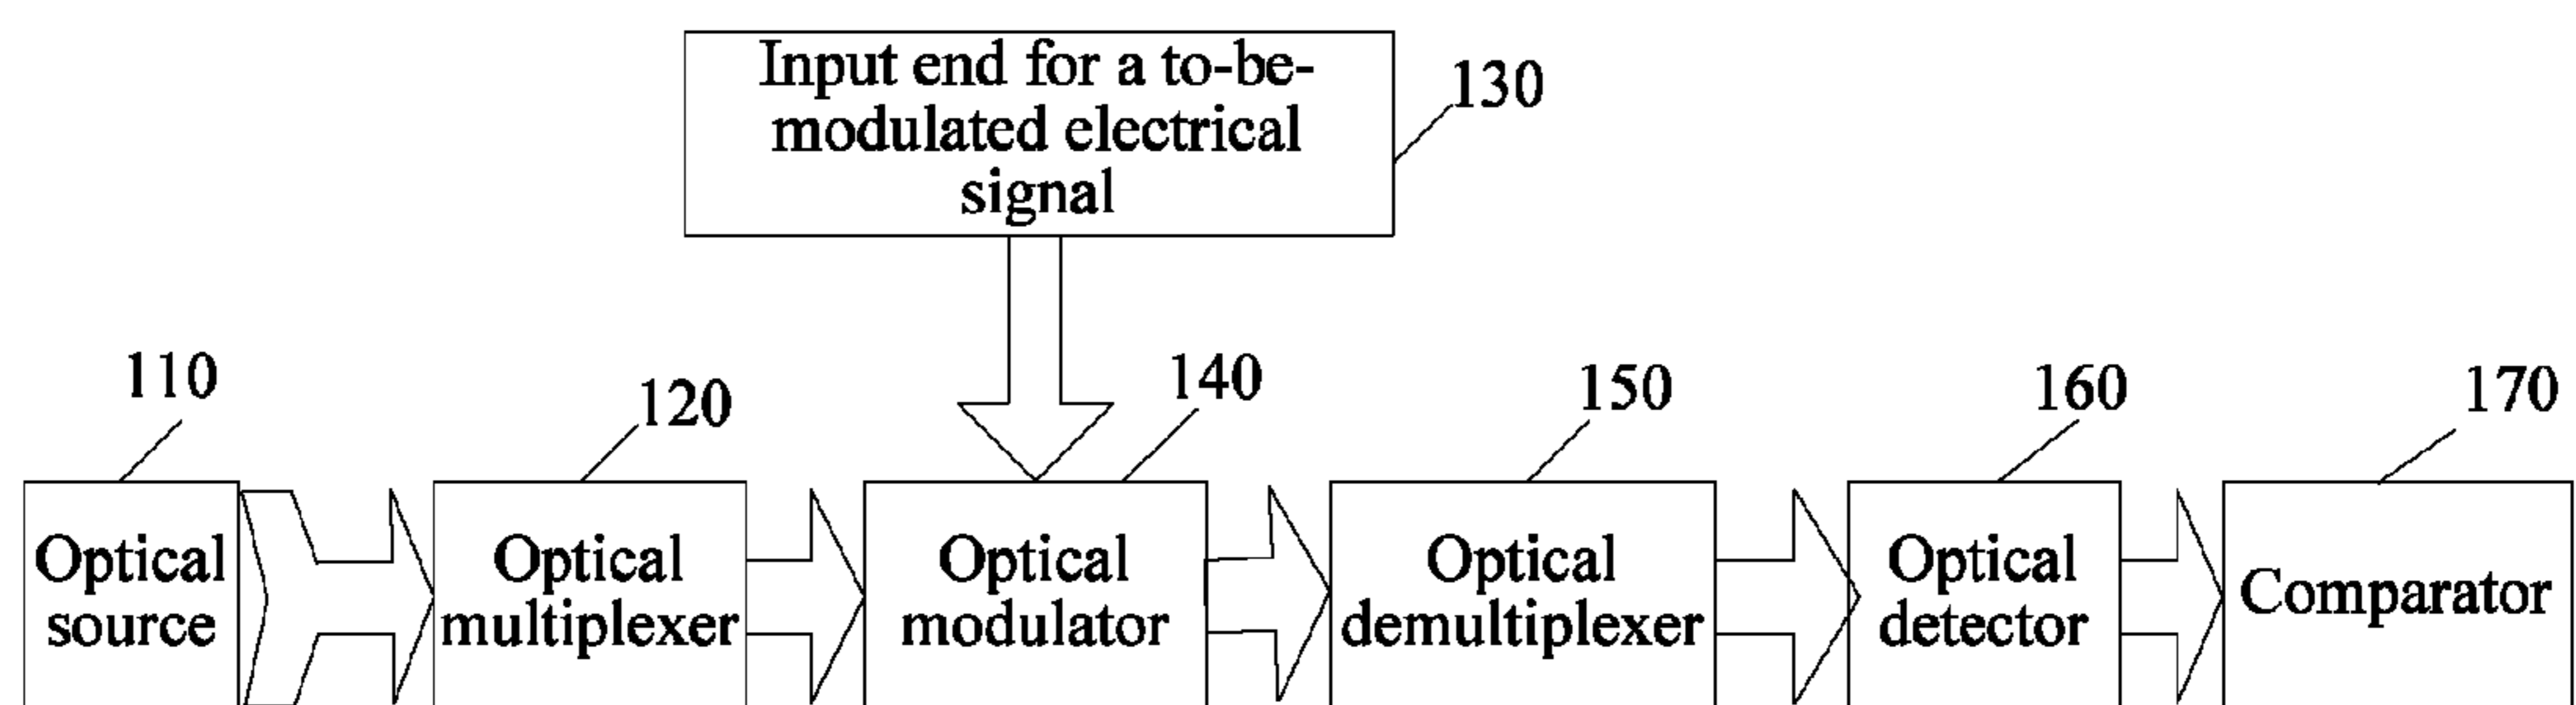 Input end for a to-be-
modulated electrical
signal
130
110
120
140
150
160
170
Optical
source
Optical
multiplexer
Optical
modulator
Optical
demultiplexer
Optical
detector
Comparator